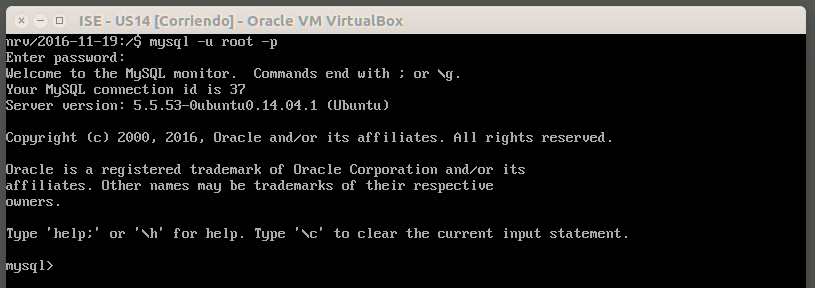 ISE - US14 [Corriendo] - Oracle VM VirtualBox
nrv/2016-11-19:/$ mysql -u root -p
Enter password:
Welcome to the MySQL monitor.  Commands end with ; or \g.
Your MySQL connection id is 37
Server version: 5.5.53-0ubuntu0.14.04.1 (Ubuntu)
Copyright (c) 2000, 2016, Oracle and/or its affiliates. All rights reserved.
Oracle is a registered trademark of Oracle Corporation and/or its
affiliates. Other names may be trademarks of their respective
owners.
Type 'help;' or '\h' for help. Type '\c' to clear the current input statement.
mysql>